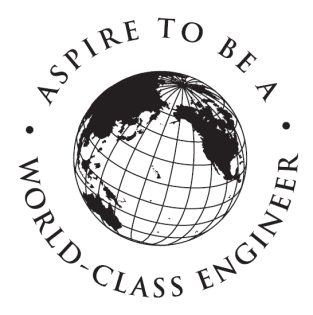 ASPIRE TO BE A
WORLD-CLASS ENGINEER